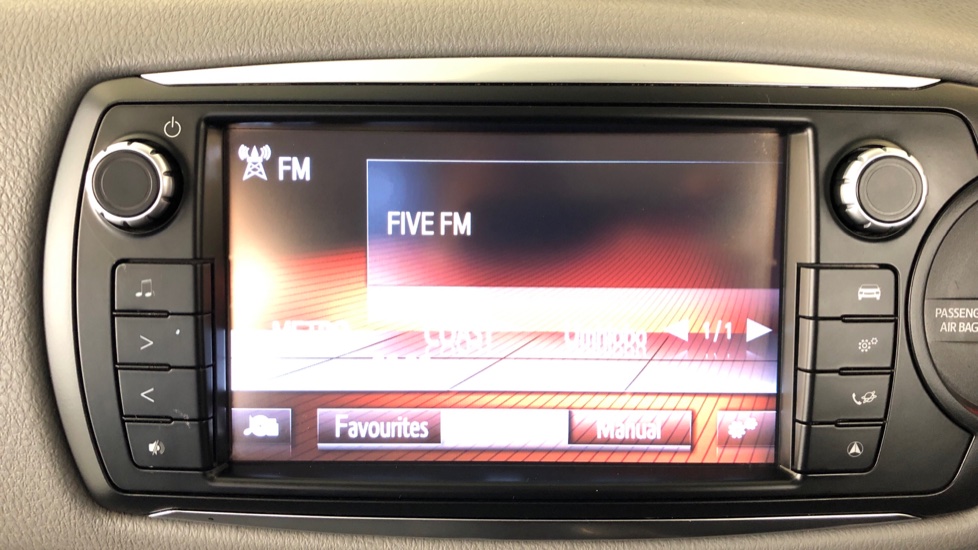 FM
FIVE FM
1/1
Favourites
Manual
PASSENG
AIR BAG